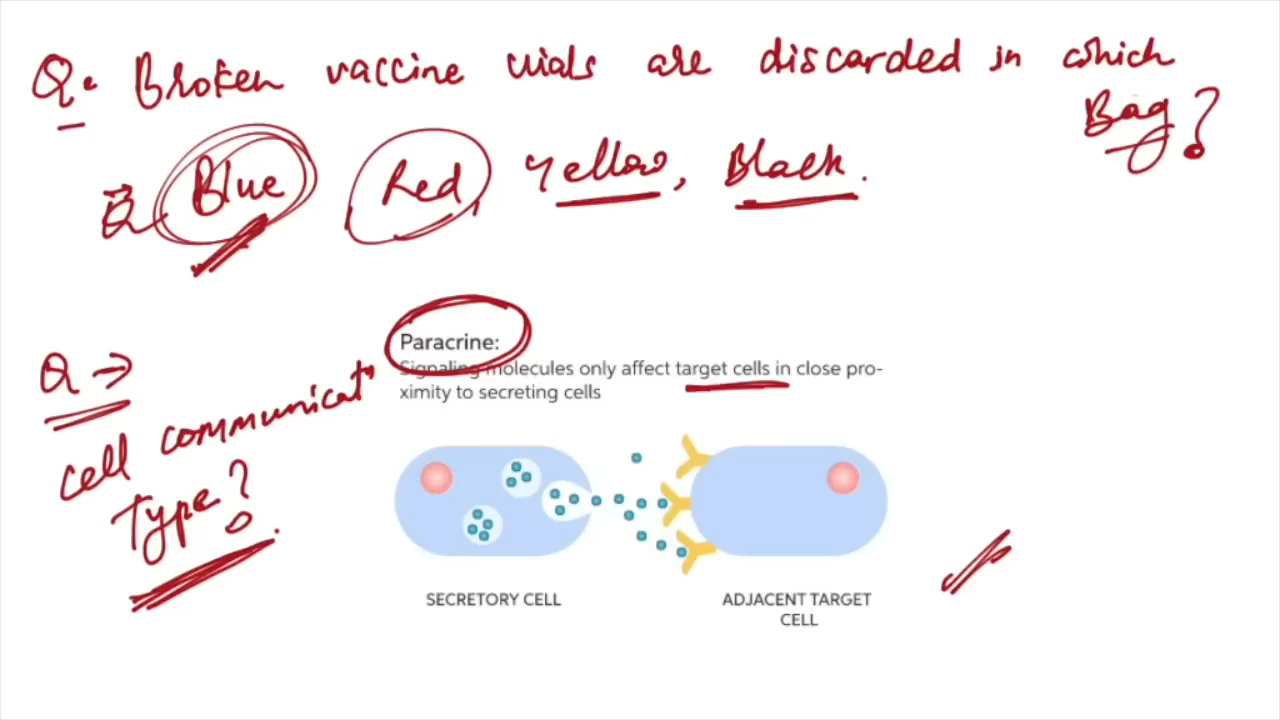 Q. Broken vaccine vials are discarded in which
Bag?
Blue Red Yellow, Black.
Q →
cell communicatn
Type?
Paracrine:
Signaling molecules only affect target cells in close pro-
ximity to secreting cells
SECRETORY CELL
ADJACENT TARGET
CELL